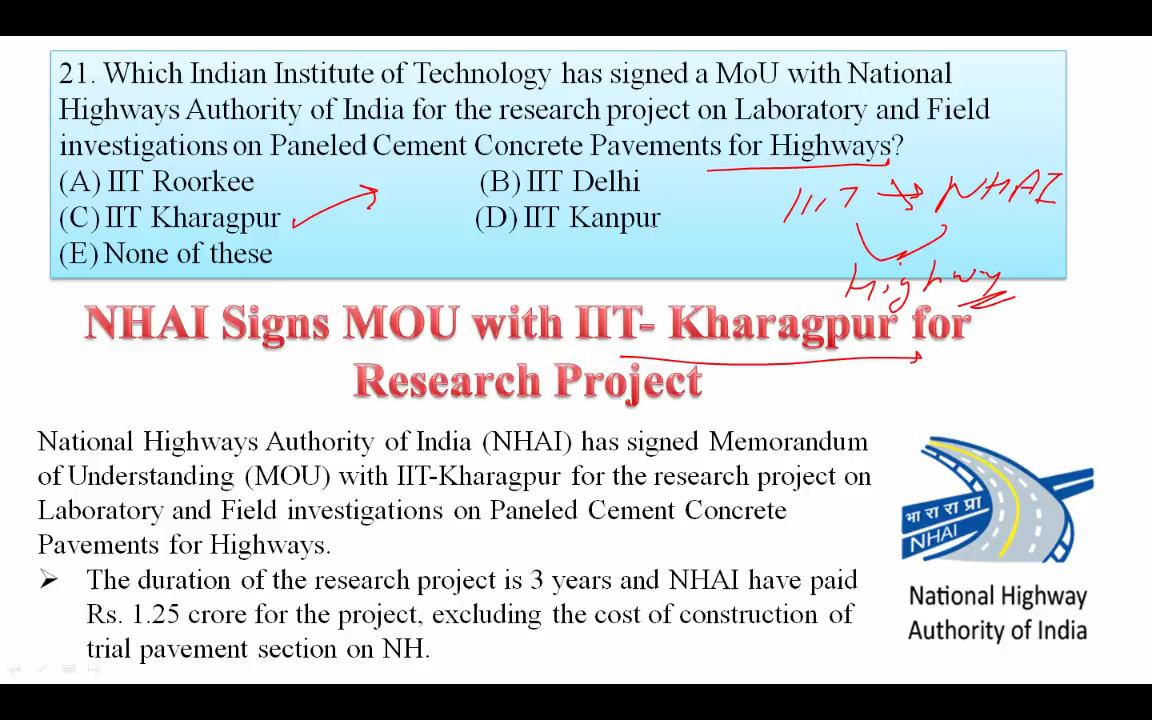 21. Which Indian Institute of Technology has signed a MoU with National
Highways Authority of India for the research project on Laboratory and Field
investigations on Paneled Cement Concrete Pavements for Highways?
(A) IIT Roorkee (B) IIT Delhi
(C) IIT Kharagpur (D) IIT Kanpur
(E) None of these
IIT → NHAI
Highway
NHAI Signs MOU with IIT- Kharagpur for
Research Project
National Highways Authority of India (NHAI) has signed Memorandum
of Understanding (MOU) with IIT-Kharagpur for the research project on
Laboratory and Field investigations on Paneled Cement Concrete
Pavements for Highways.
➢ The duration of the research project is 3 years and NHAI have paid
Rs. 1.25 crore for the project, excluding the cost of construction of
trial pavement section on NH.
भा रा रा प्रा
NHAI
National Highway
Authority of India